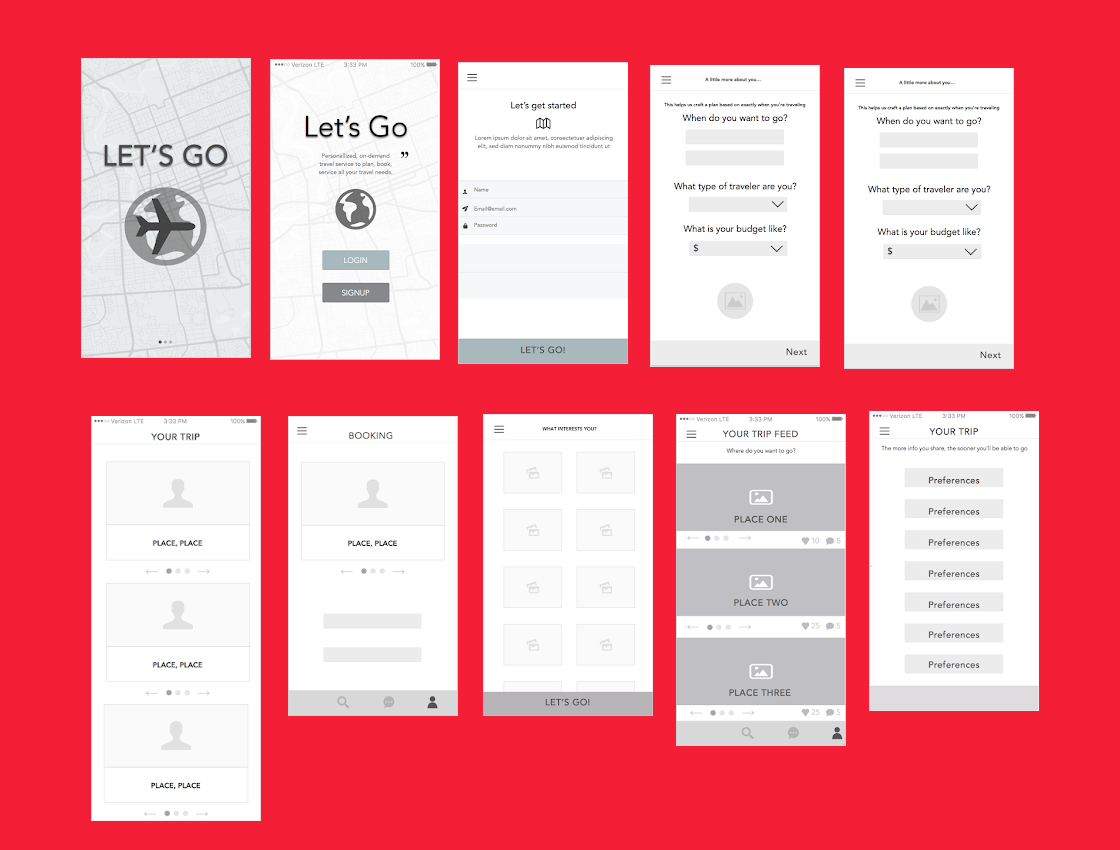 LET'S GO
Verizon LTE 3:33 PM 100%
Let's Go
Personalized, on-demand
travel service to plan, book,
service all your travel needs.
”
LOGIN
SIGNUP
Let's get started
Lorem ipsum dolor sit amet, consectetuer adipiscing
elit, sed diam nonummy nibh euismod tincidunt ut
Name
Email@email.com
Password
LET'S GO!
A little more about you...
This helps us craft a plan based on exactly when you're traveling
When do you want to go?
What type of traveler are you?
What is your budget like?
$
Next
A little more about you...
This helps us craft a plan based on exactly when you're traveling
When do you want to go?
What type of traveler are you?
What is your budget like?
$
Next
Verizon LTE 3:33 PM 100%
YOUR TRIP
PLACE, PLACE
PLACE, PLACE
PLACE, PLACE
BOOKING
PLACE, PLACE
WHAT INTERESTS YOU?
LET'S GO!
Verizon LTE 3:33 PM 100%
YOUR TRIP FEED
Where do you want to go?
PLACE ONE
10 5
PLACE TWO
25 5
PLACE THREE
25 5
Verizon LTE 3:33 PM 100%
YOUR TRIP
The more info you share, the sooner you'll be able to go
Preferences
Preferences
Preferences
Preferences
Preferences
Preferences
Preferences